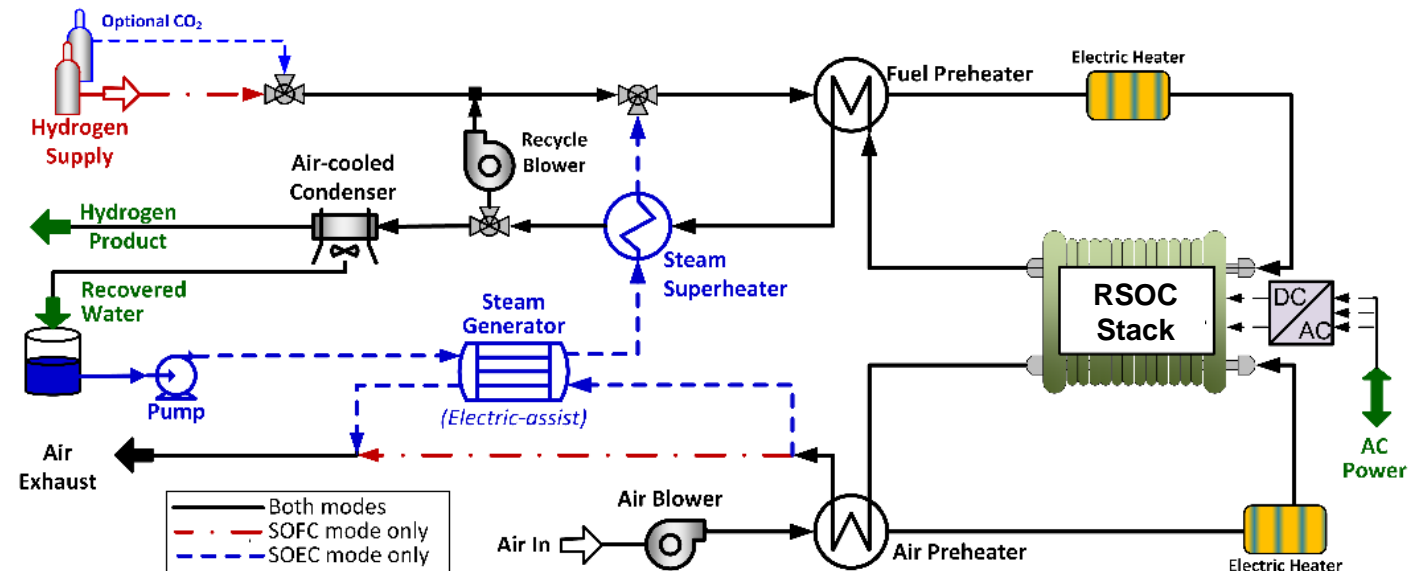 Optional CO₂
Hydrogen
Supply
Air-cooled
Condenser
Recycle
Blower
Fuel Preheater
Electric Heater
Hydrogen
Product
Recovered
Water
Steam
Superheater
Steam
Generator
(Electric-assist)
Pump
RSOC
Stack
DC
AC
AC
Power
Air
Exhaust
Both modes
SOFC mode only
SOEC mode only
Air In
Air Blower
Air Preheater
Electric Heater